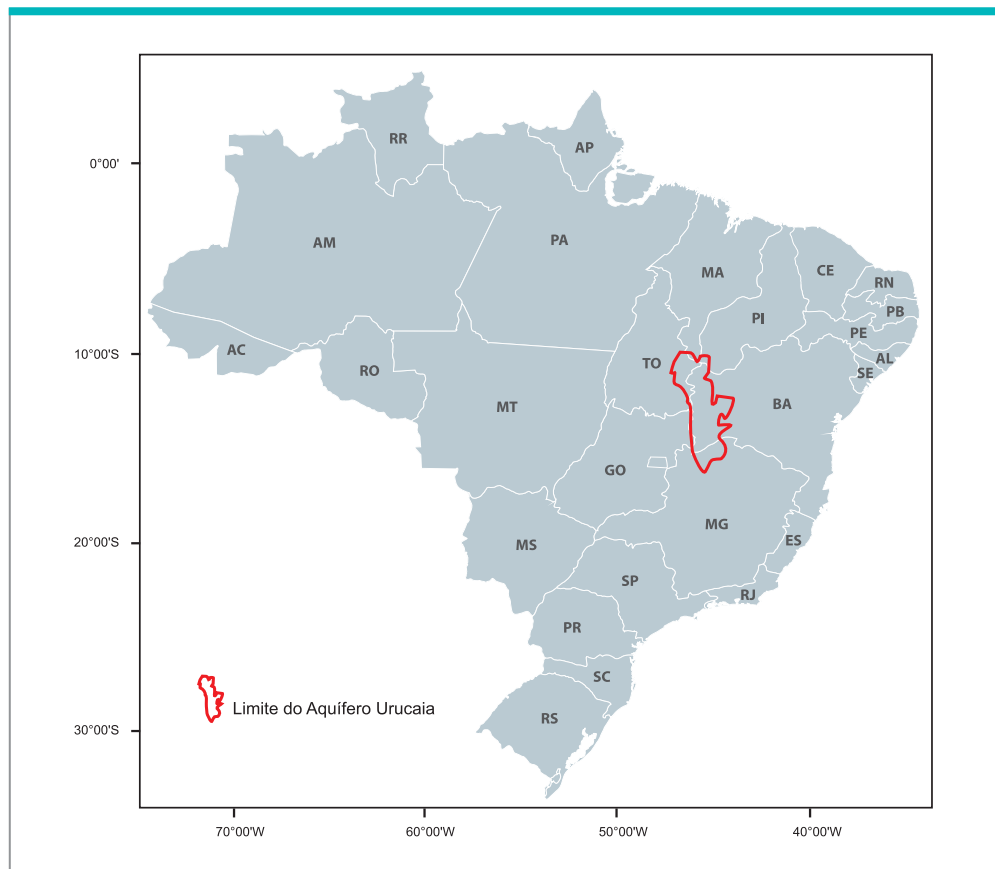 RR
AP
0°00'
AM
PA
MA
CE
RN
PB
PI
PE
AL
SE
10°00'S
AC
RO
TO
MT
BA
GO
MG
20°00'S
MS
ES
SP
RJ
PR
SC
Limite do Aquífero Urucaia
RS
30°00'S
70°00'W 60°00'W 50°00'W 40°00'W